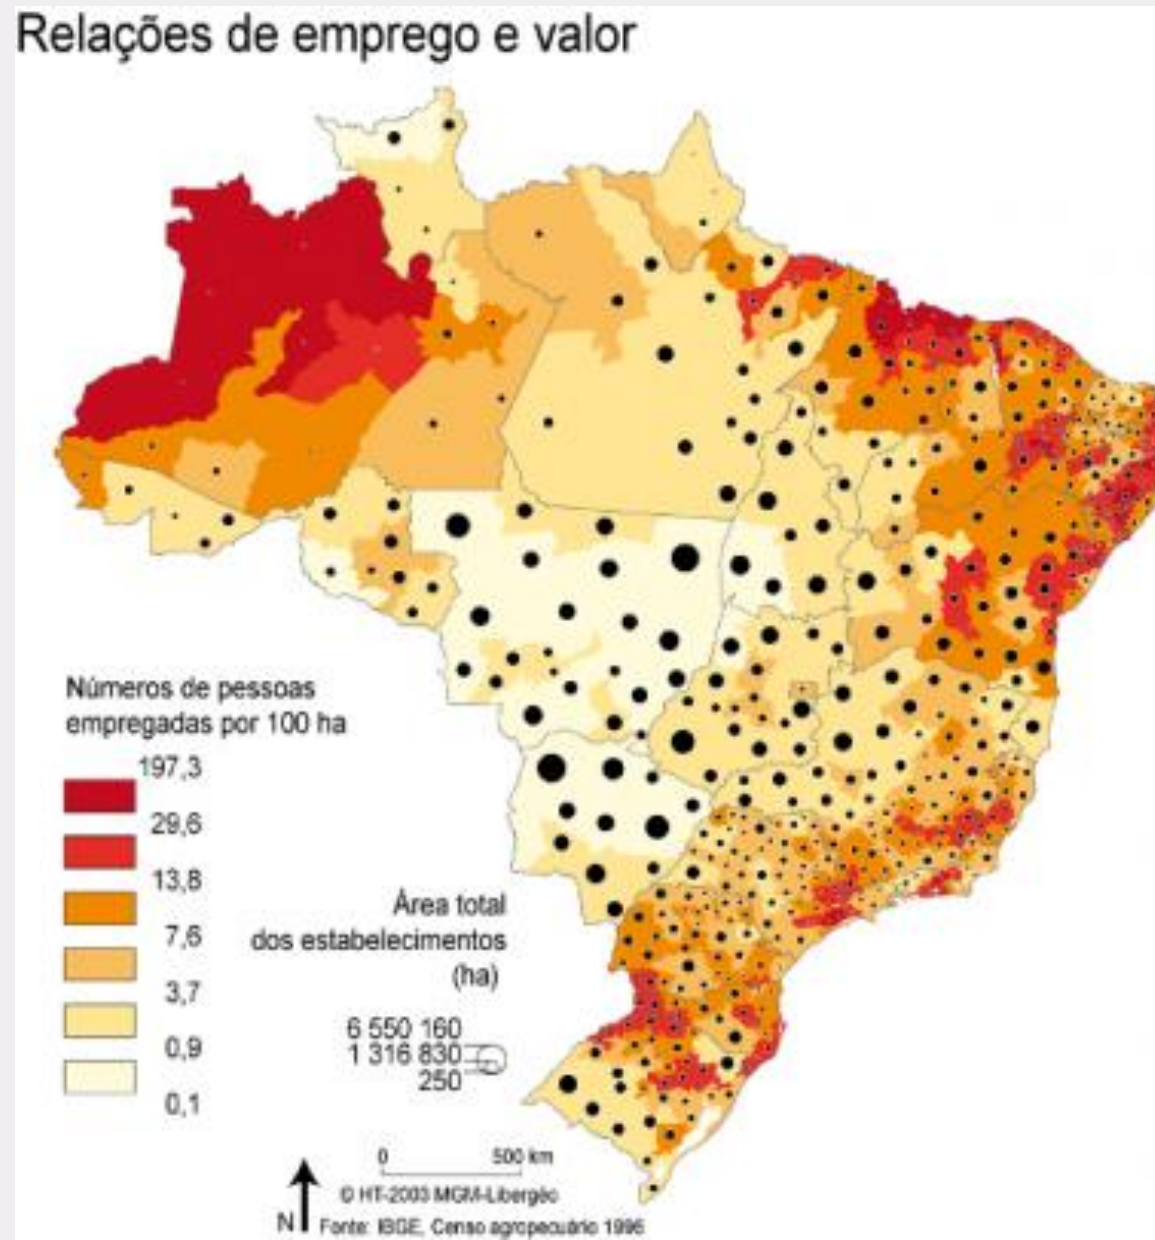 Relações de emprego e valor
Números de pessoas
empregadas por 100 ha
197,3
29,6
13,8
7,6
3,7
0,9
0,1
Área total
dos estabelecimentos
(ha)
6 550 160
1 316 830
250
0 500 km
© HT-2003 MGM-Libergéo
N Fonte: IBGE, Censo agropecuário 1996